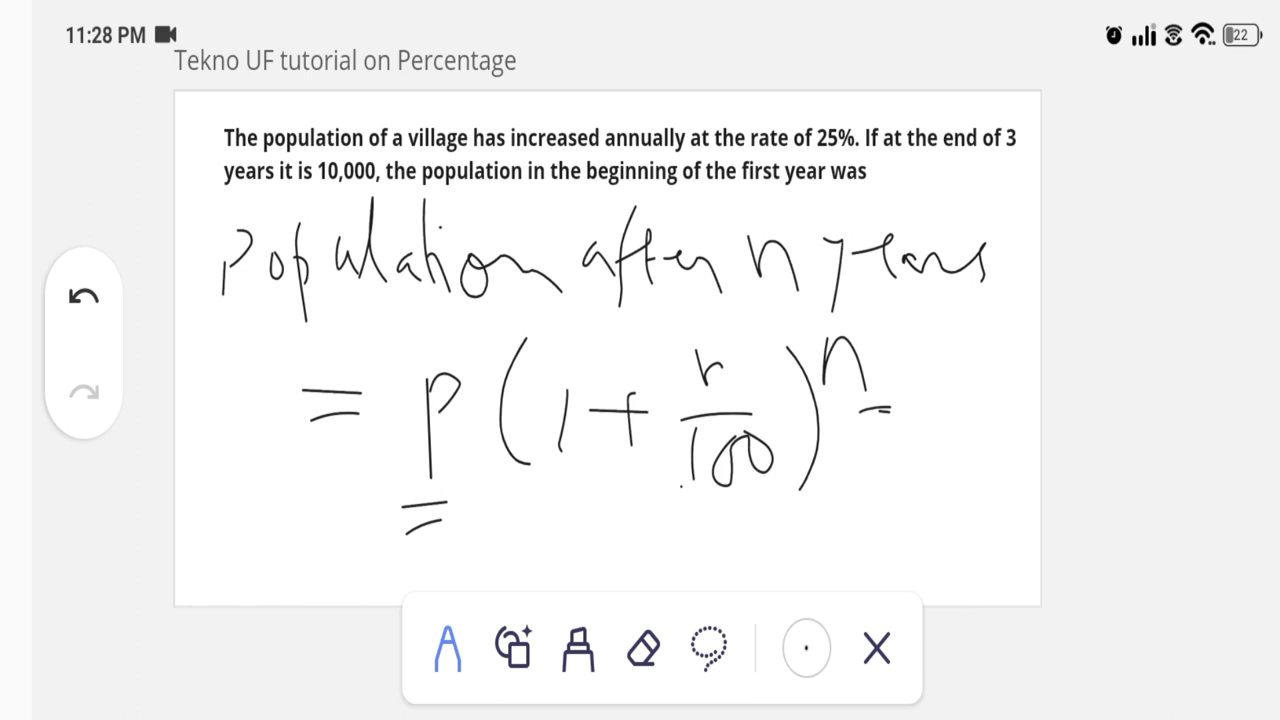 11:28 PM
22
Tekno UF tutorial on Percentage
The population of a village has increased annually at the rate of 25%. If at the end of 3
years it is 10,000, the population in the beginning of the first year was
Population after n years
= P (1 + r/100)^n